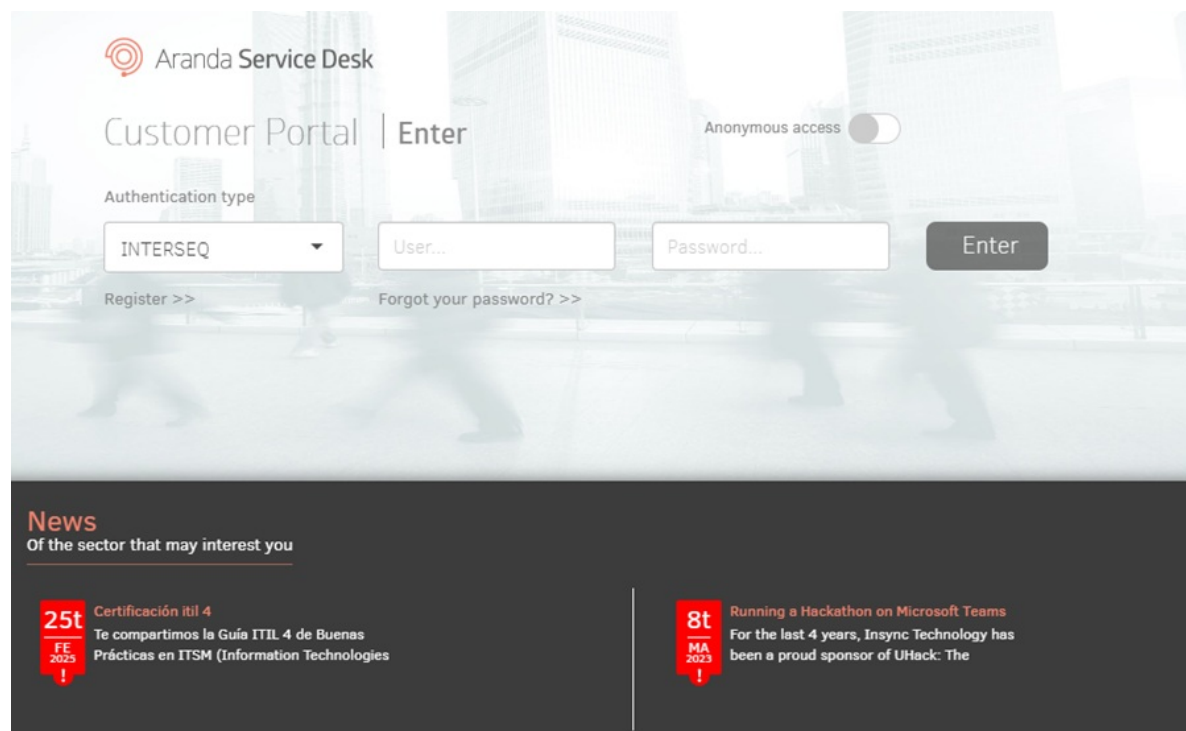 Aranda Service Desk
Customer Portal | Enter
Anonymous access
Authentication type
INTERSEQ
User...
Password...
Enter
Register >>
Forgot your password? >>
News
Of the sector that may interest you
25t
FE
2025
!
Certificación itil 4
Te compartimos la Guía ITIL 4 de Buenas
Prácticas en ITSM (Information Technologies
8t
MA
2023
!
Running a Hackathon on Microsoft Teams
For the last 4 years, Insync Technology has
been a proud sponsor of UHack: The